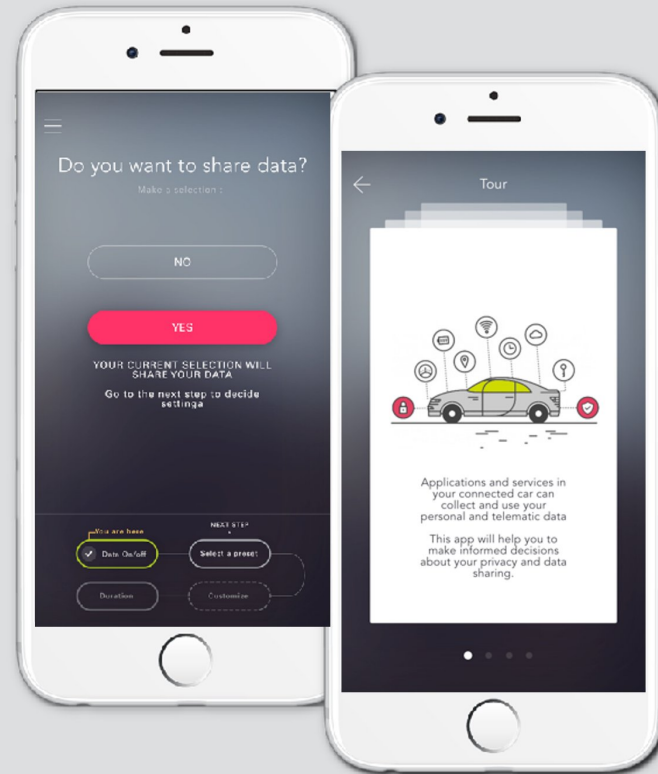 Do you want to share data?
Make a selection :
NO
YES
YOUR CURRENT SELECTION WILL
SHARE YOUR DATA
Go to the next step to decide
settinga
You are here
NEXT STEP
Data On/off
Select a preset
Duration
Customize
Tour
Applications and services in
your connected car can
collect and use your
personal and telematic data
This app will help you to
make informed decisions
about your privacy and data
sharing.